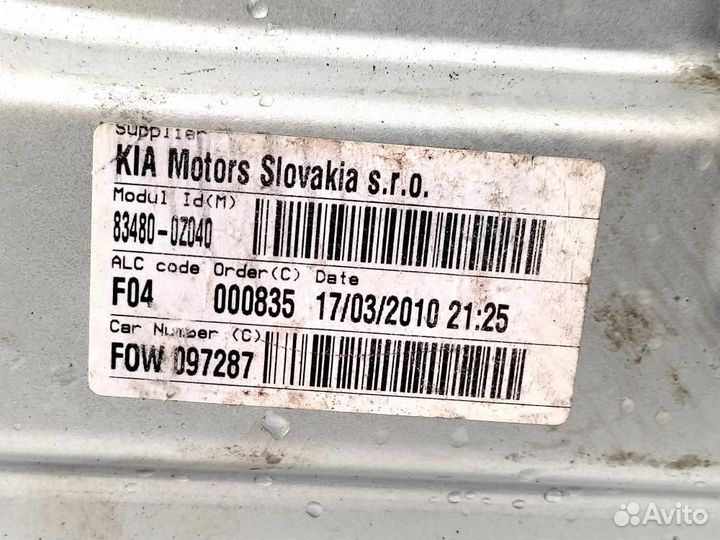 Supplier
KIA Motors Slovakia s.r.o.
Modul Id(M)
83480-0Z040
ALC code Order(C) Date
F04 000835 17/03/2010 21:25
Car Number (C)
FOW 097287
Avito